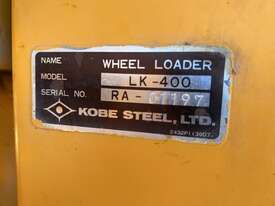 NAME WHEEL LOADER
MODEL LK-400
SERIAL NO. RA-
KOBE STEEL, LTD.